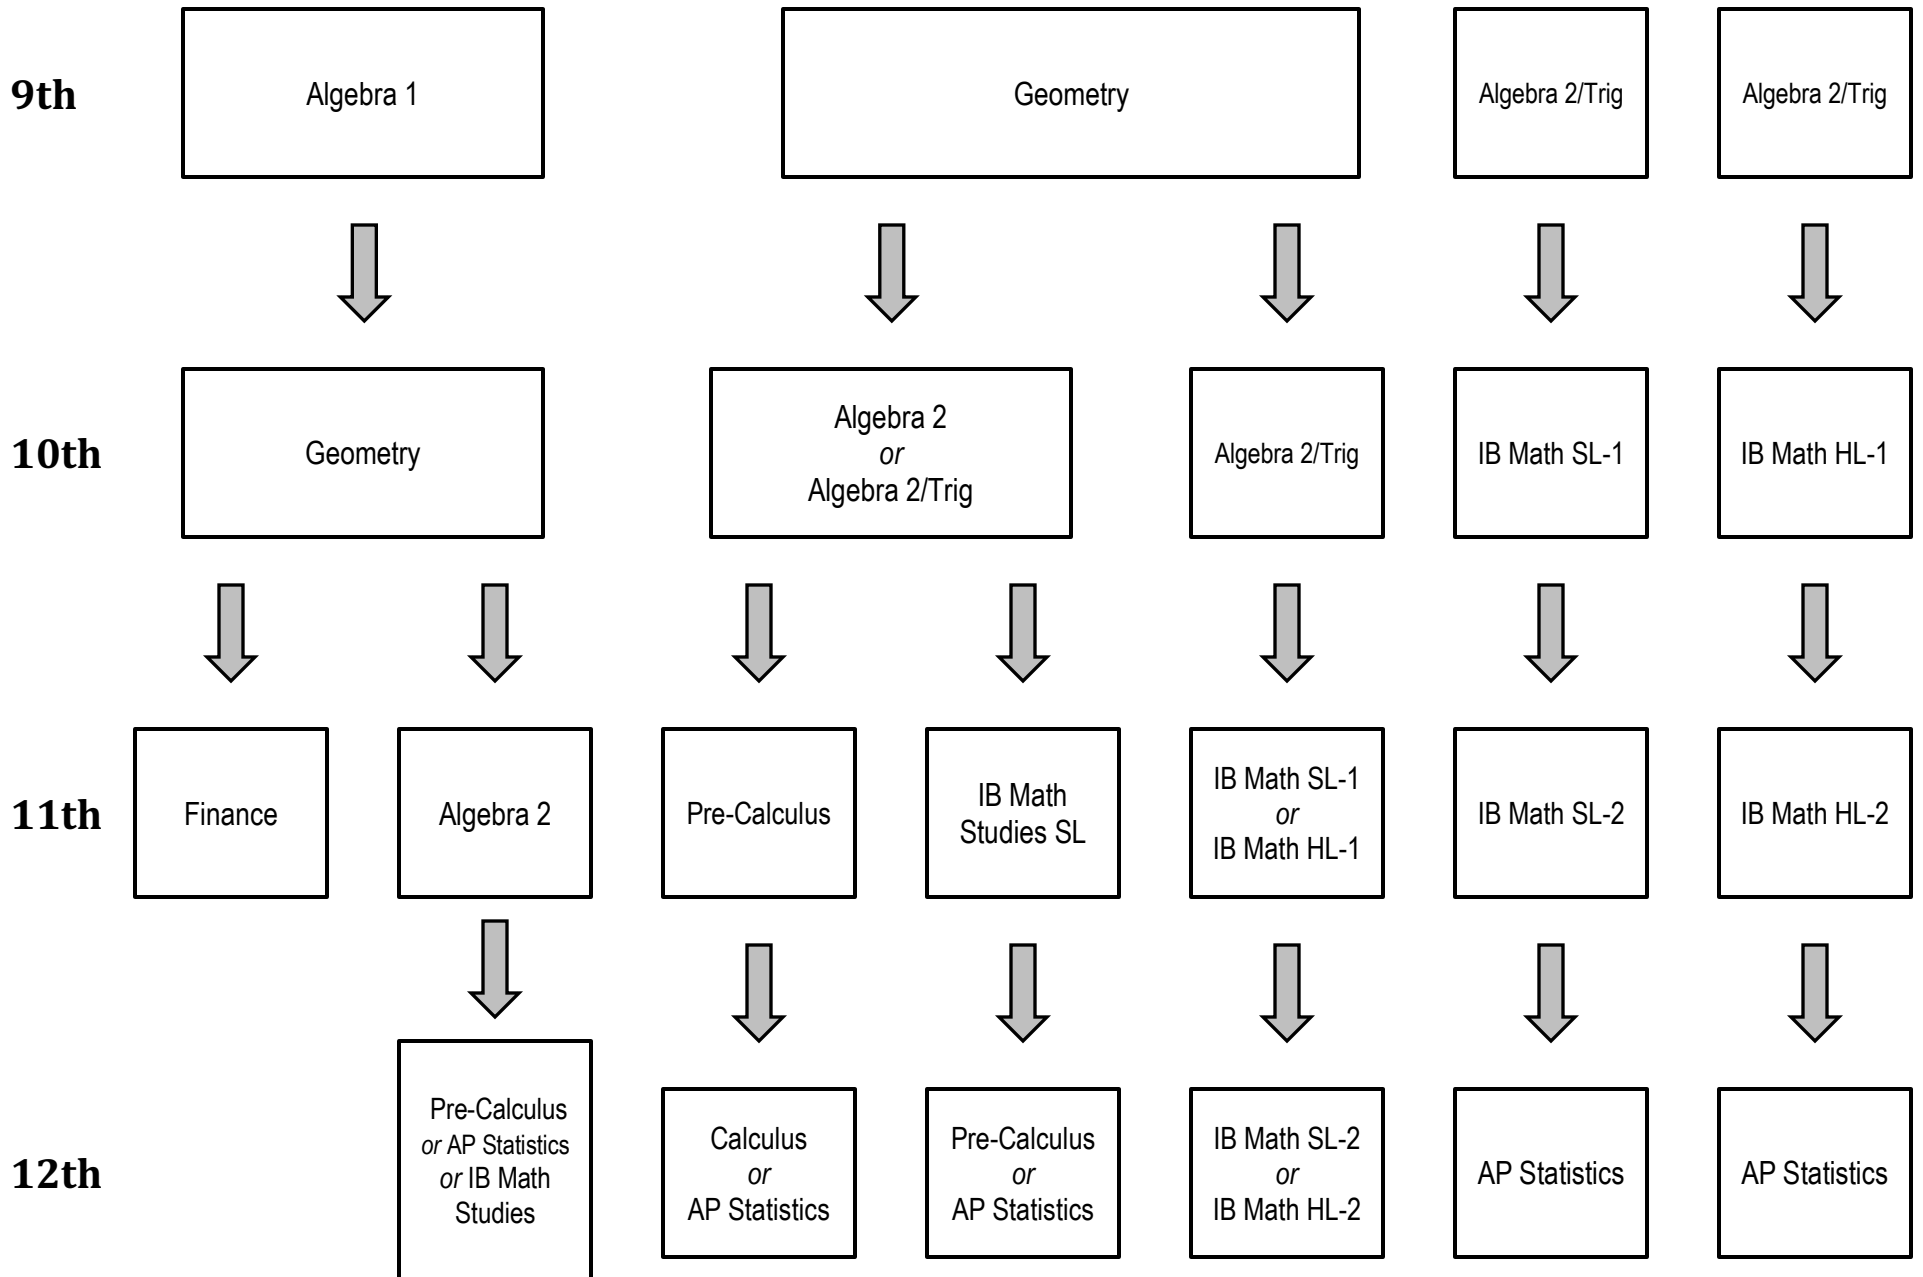 9th
Algebra 1
Geometry
Algebra 2/Trig
Algebra 2/Trig
10th
Geometry
Algebra 2
or
Algebra 2/Trig
Algebra 2/Trig
IB Math SL-1
IB Math HL-1
11th
Finance
Algebra 2
Pre-Calculus
IB Math
Studies SL
IB Math SL-1
or
IB Math HL-1
IB Math SL-2
IB Math HL-2
12th
Pre-Calculus
or AP Statistics
or IB Math
Studies
Calculus
or
AP Statistics
Pre-Calculus
or
AP Statistics
IB Math SL-2
or
IB Math HL-2
AP Statistics
AP Statistics